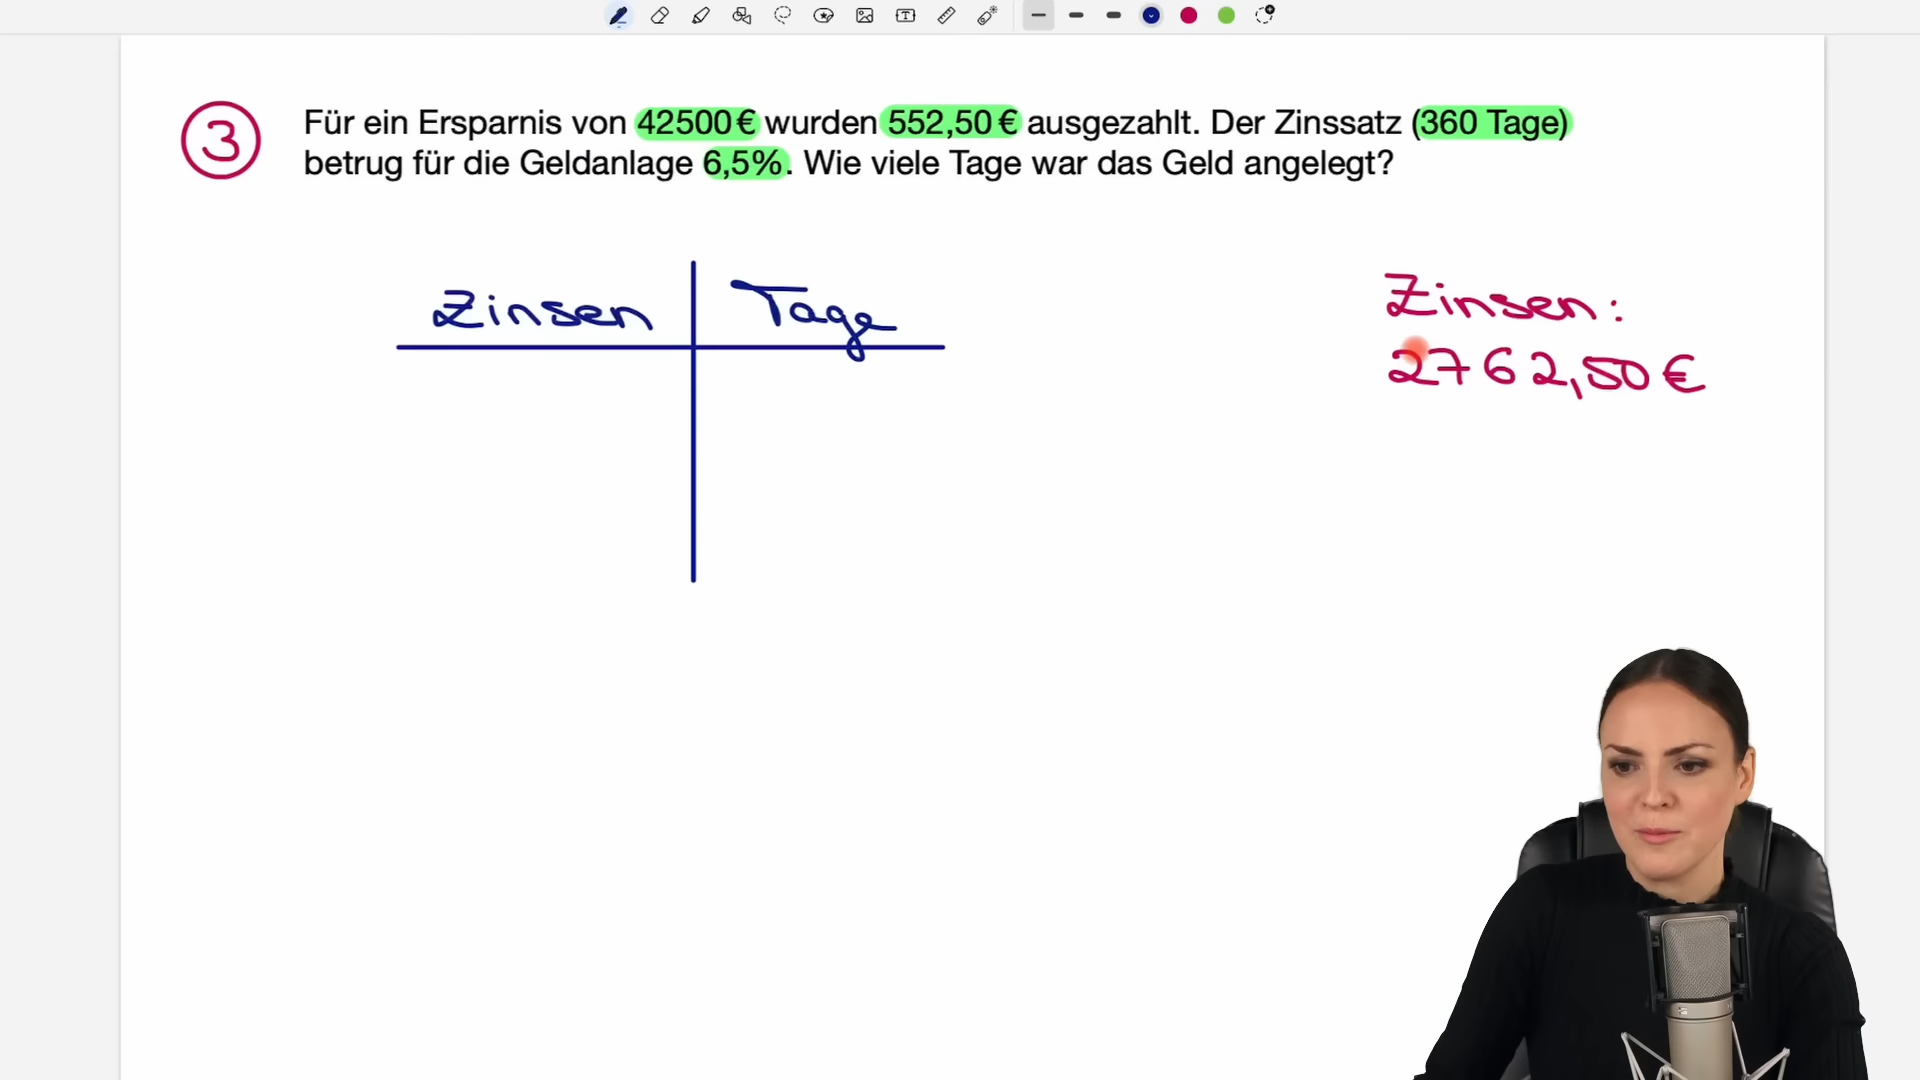 3
Für ein Ersparnis von 42500 € wurden 552,50 € ausgezahlt. Der Zinssatz (360 Tage)
betrug für die Geldanlage 6,5%. Wie viele Tage war das Geld angelegt?
Zinsen Tage
Zinsen:
2762,50 €